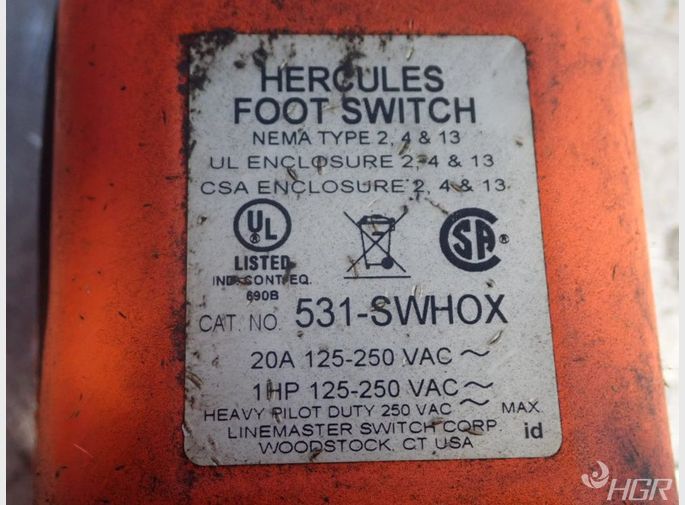 HERCULES
FOOT SWITCH
NEMA TYPE 2, 4 & 13
UL ENCLOSURE 2, 4 & 13
CSA ENCLOSURE 2, 4 & 13
UL ®
LISTED
IND. CONT. EQ.
690B
CSA ®
CAT. NO. 531-SWHOX
20A 125-250 VAC ~
1HP 125-250 VAC ~
HEAVY PILOT DUTY 250 VAC ~ MAX.
LINEMASTER SWITCH CORP.
WOODSTOCK, CT USA
id
HGR